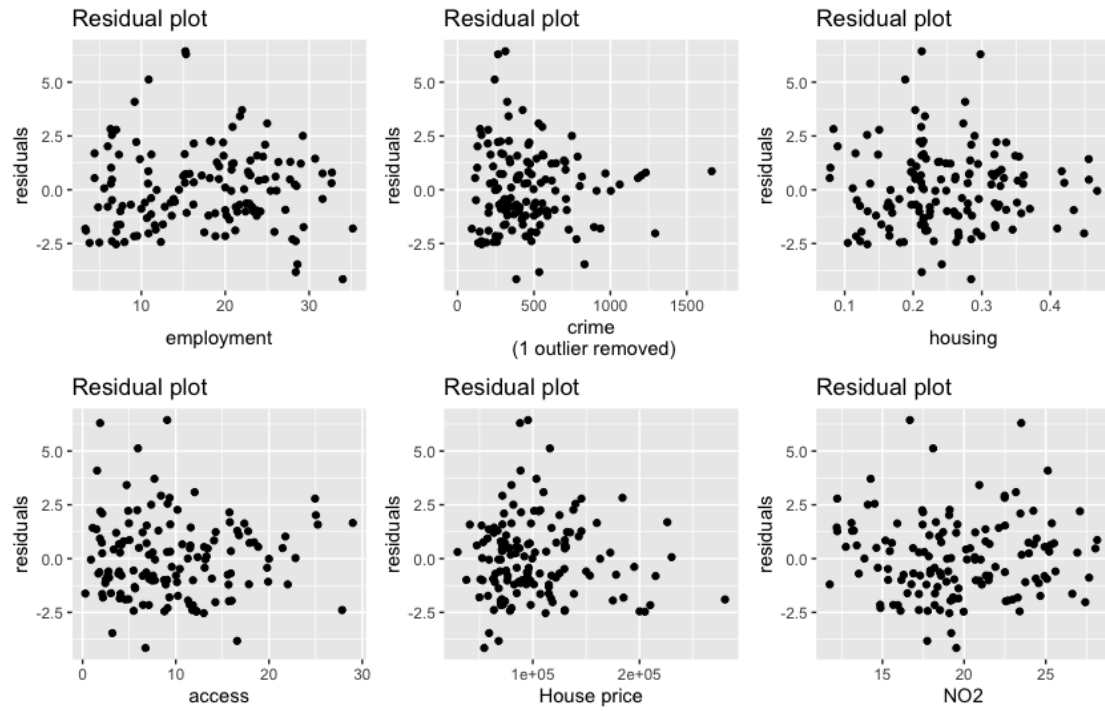 Residual plot
Residual plot
Residual plot
5.0
2.5
0.0
-2.5
residuals
10
20
30
employment
5.0
2.5
0.0
-2.5
residuals
0
500
1000
1500
crime
(1 outlier removed)
5.0
2.5
0.0
-2.5
residuals
0.1
0.2
0.3
0.4
housing
Residual plot
Residual plot
Residual plot
5.0
2.5
0.0
-2.5
residuals
0
10
20
30
access
5.0
2.5
0.0
-2.5
residuals
1e+05
2e+05
House price
5.0
2.5
0.0
-2.5
residuals
15
20
25
NO2